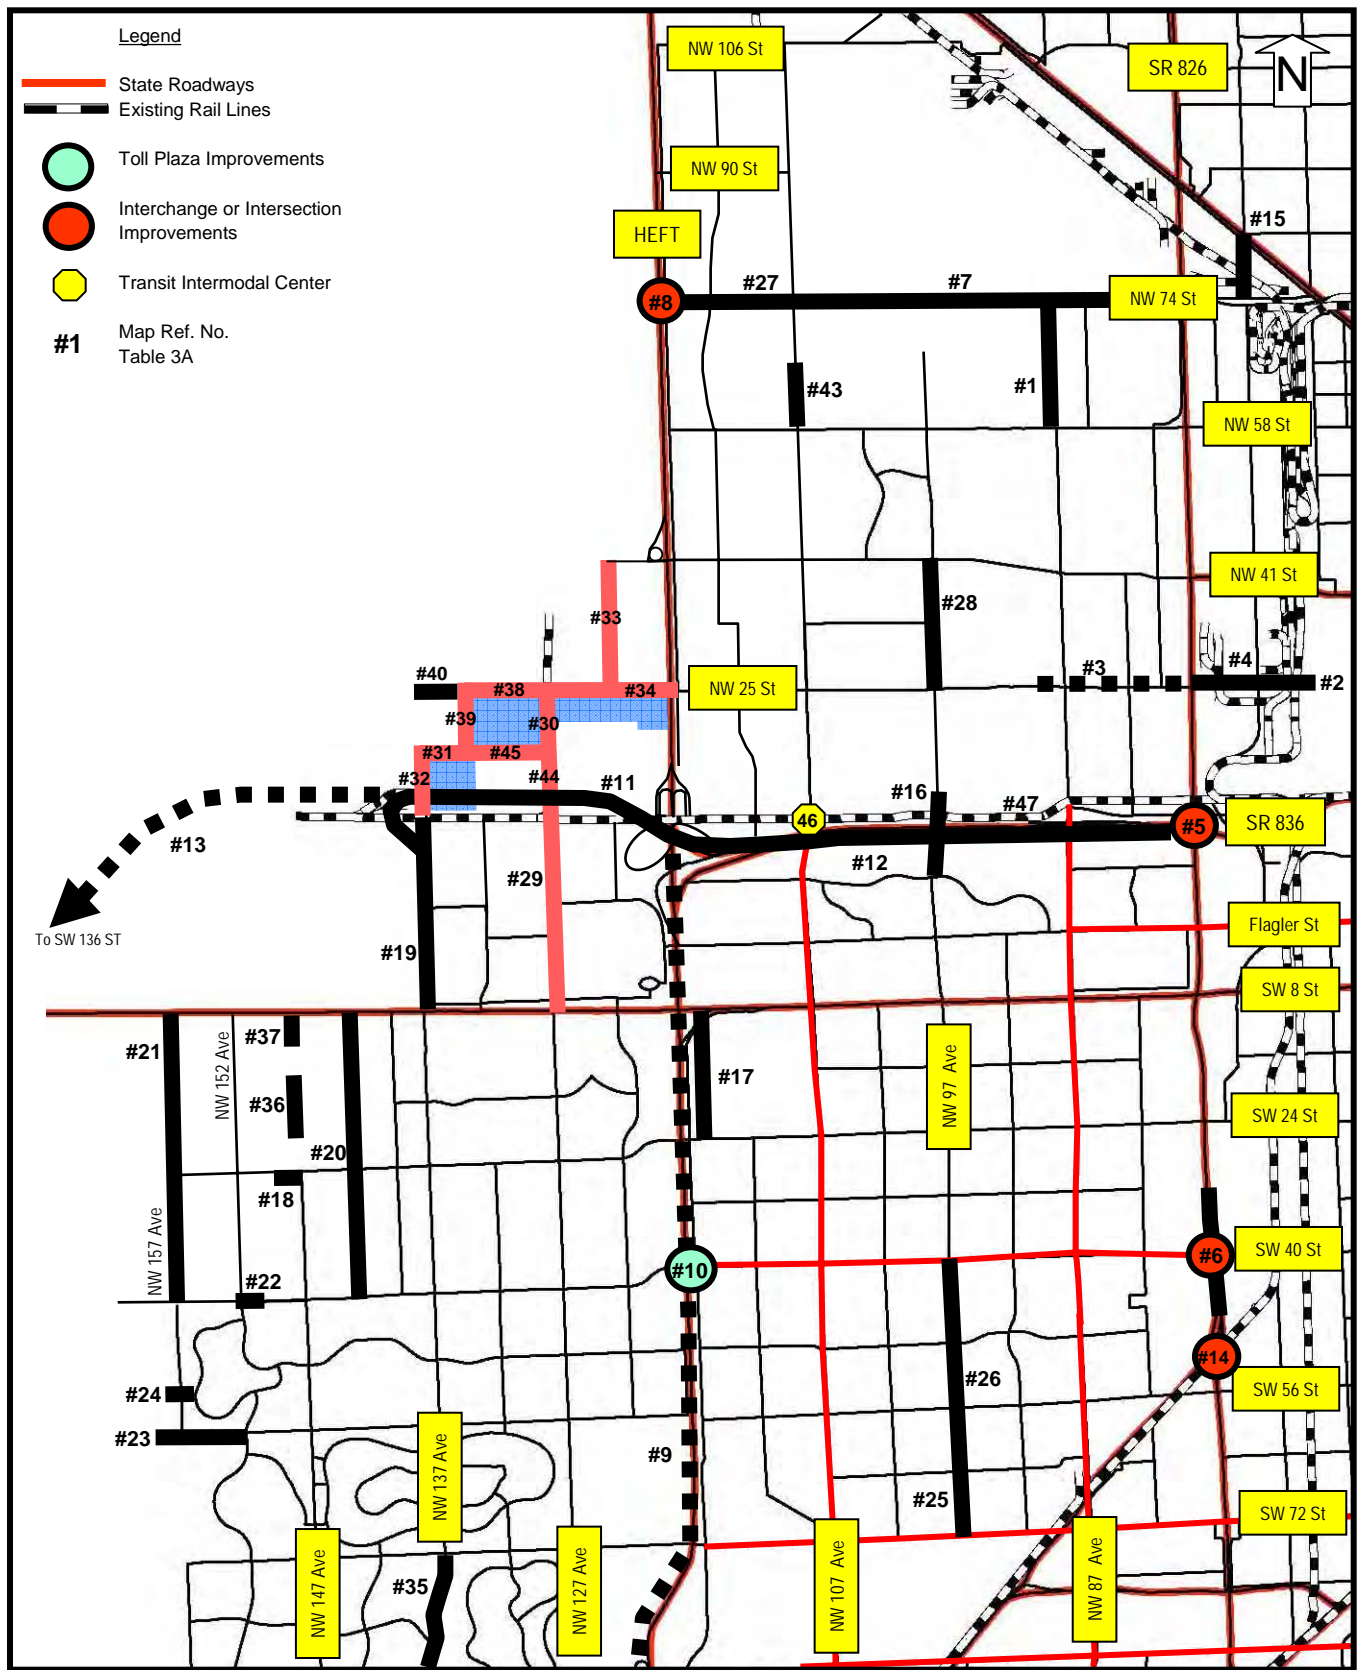 Legend
State Roadways
Existing Rail Lines
Toll Plaza Improvements
Interchange or Intersection
Improvements
Transit Intermodal Center
#1
Map Ref. No.
Table 3A
NW 106 St
SR 826
N
NW 90 St
#15
HEFT
#8
#27
#7
NW 74 St
#43
#1
NW 58 St
NW 41 St
#33
#28
#40
#38
#34
NW 25 St
#3
#4
#2
#39
#30
#31
#45
#32
#44
#11
#16
#47
46
#5
SR 836
#13
#12
#29
To SW 136 ST
#19
Flagler St
SW 8 St
#21
NW 152 Ave
#37
#17
NW 97 Ave
#36
SW 24 St
#20
#18
NW 157 Ave
#22
#10
#6
SW 40 St
#14
#24
#26
SW 56 St
#23
NW 137 Ave
#9
#25
SW 72 St
NW 147 Ave
#35
NW 127 Ave
NW 107 Ave
NW 87 Ave